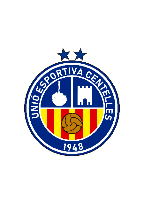 UNIÓ ESPORTIVA CENTELLES
1948